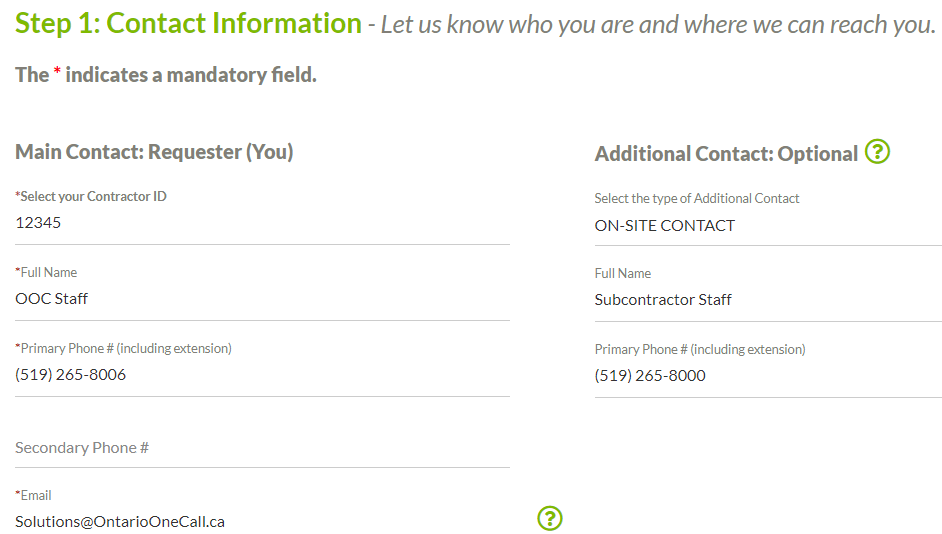 Step 1: Contact Information - Let us know who you are and where we can reach you.
The * indicates a mandatory field.
Main Contact: Requester (You)
*Select your Contractor ID
12345
*Full Name
OOC Staff
*Primary Phone # (including extension)
(519) 265-8006
Secondary Phone #
*Email
Solutions@OntarioOneCall.ca
?
Additional Contact: Optional ?
Select the type of Additional Contact
ON-SITE CONTACT
Full Name
Subcontractor Staff
Primary Phone # (including extension)
(519) 265-8000